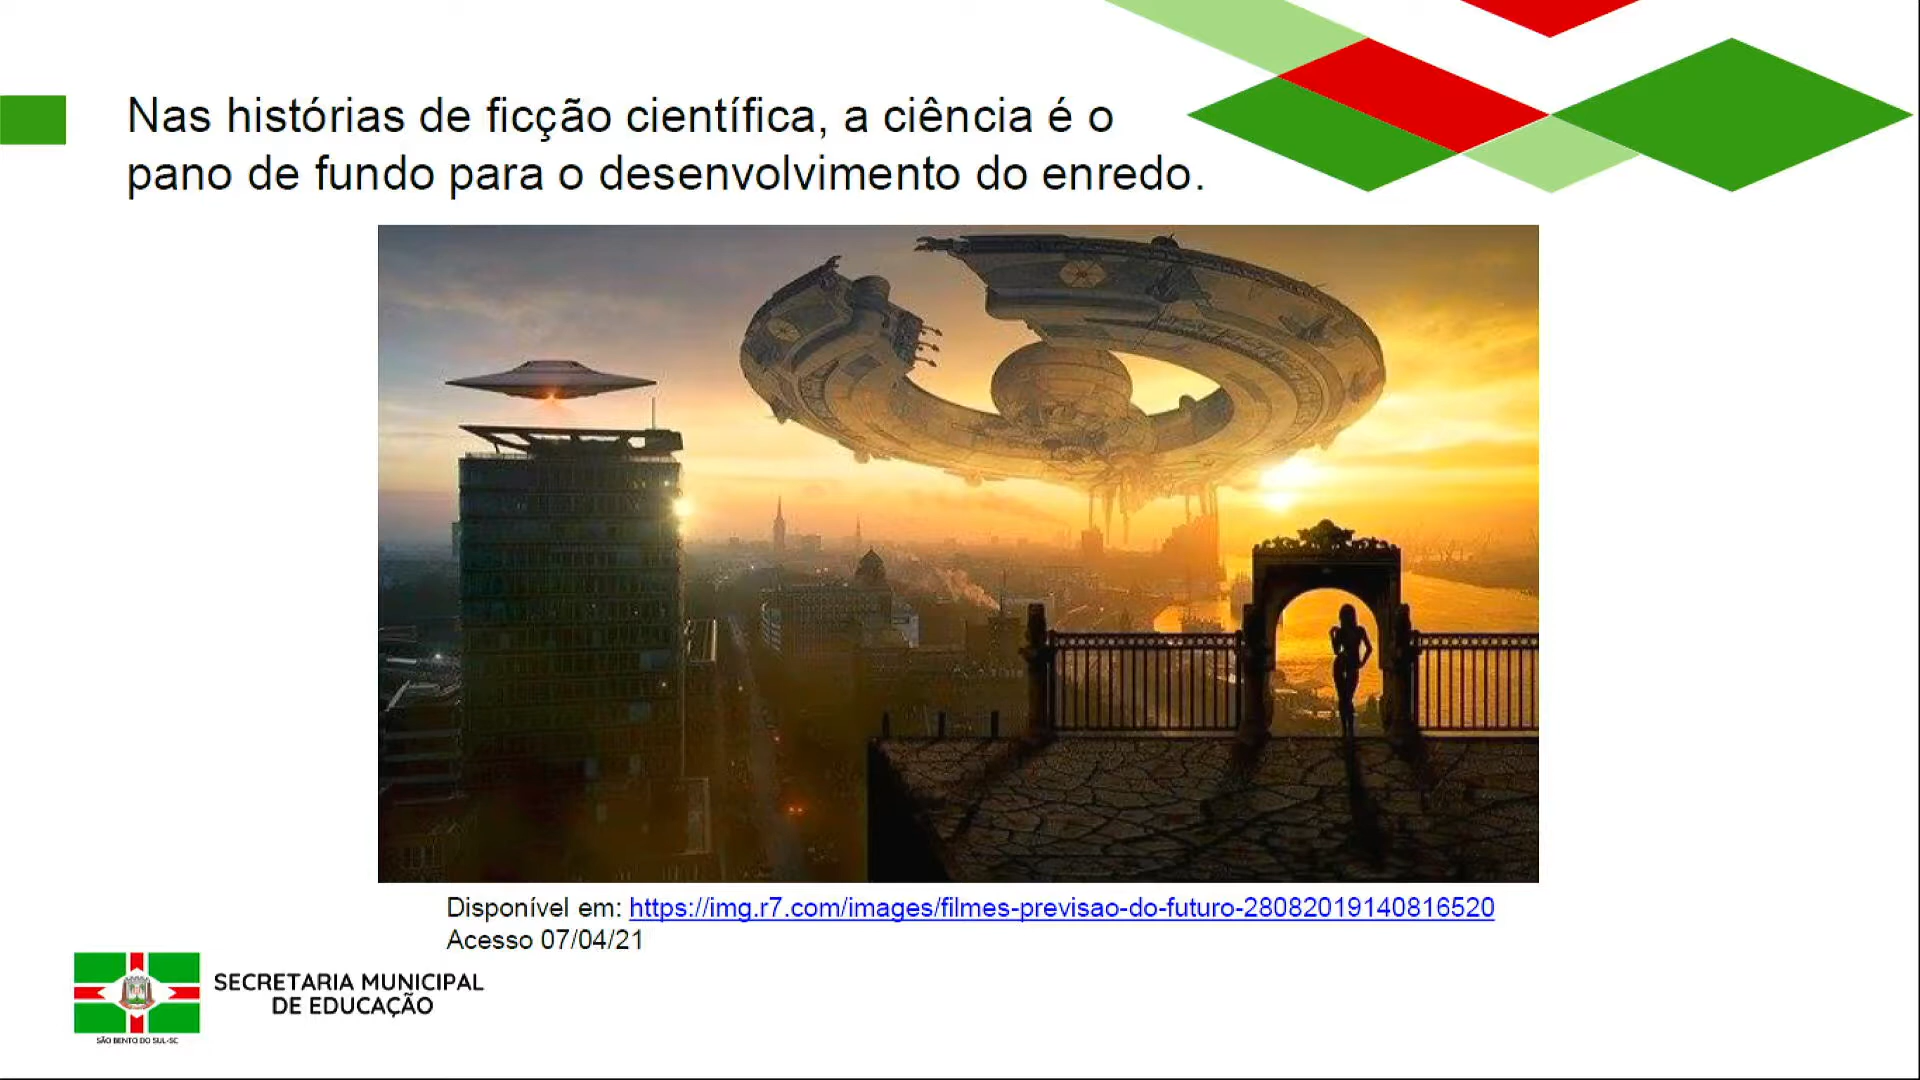 Nas histórias de ficção científica, a ciência é o
pano de fundo para o desenvolvimento do enredo.
Disponível em: https://img.r7.com/images/filmes-previsao-do-futuro-28082019140816520
Acesso 07/04/21
SECRETARIA MUNICIPAL
DE EDUCAÇÃO
SÃO BENTO DO SUL-SC